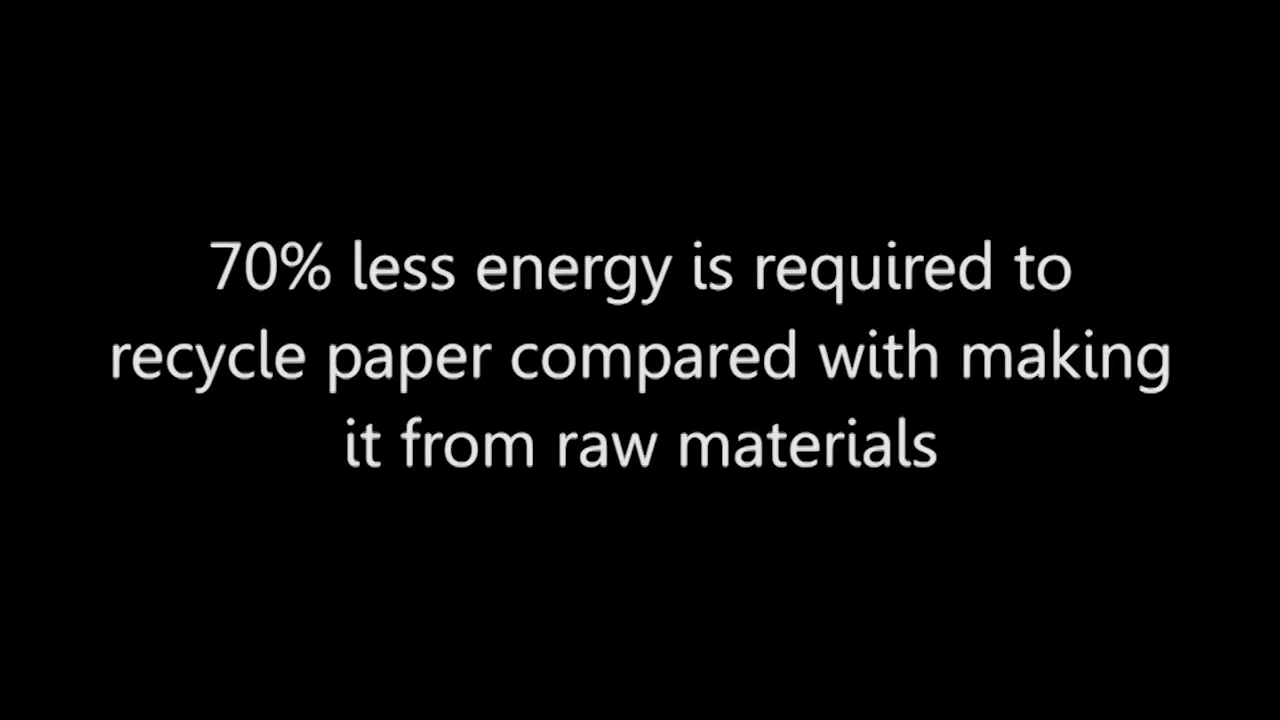 70% less energy is required to
recycle paper compared with making
it from raw materials